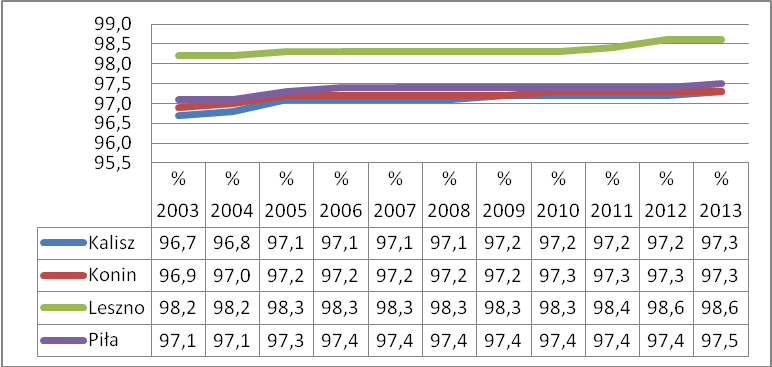 99,0
98,5
98,0
97,5
97,0
96,5
96,0
95,5
% % % % % % % % % % %
2003 2004 2005 2006 2007 2008 2009 2010 2011 2012 2013
Kalisz 96,7 96,8 97,1 97,1 97,1 97,1 97,2 97,2 97,2 97,2 97,3
Konin 96,9 97,0 97,2 97,2 97,2 97,2 97,2 97,3 97,3 97,3 97,3
Leszno 98,2 98,2 98,3 98,3 98,3 98,3 98,3 98,3 98,4 98,6 98,6
Piła 97,1 97,1 97,3 97,4 97,4 97,4 97,4 97,4 97,4 97,4 97,5